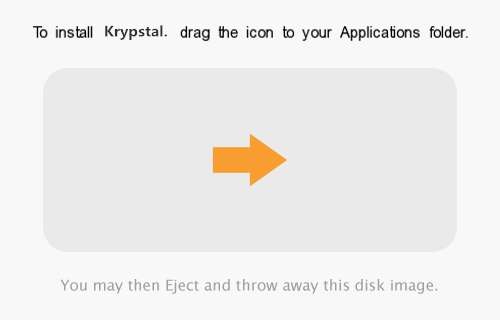 To install Krypstal. drag the icon to your Applications folder.
You may then Eject and throw away this disk image.